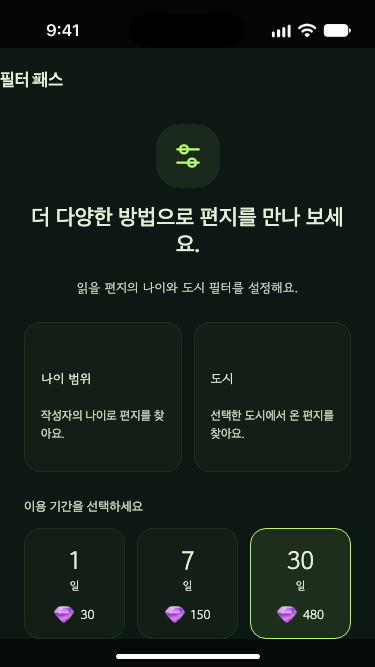 9:41
필터 패스
더 다양한 방법으로 편지를 만나 보세
요.
읽을 편지의 나이와 도시 필터를 설정해요.
나이 범위
작성자의 나이로 편지를 찾
아요.
도시
선택한 도시에서 온 편지를
찾아요.
이용 기간을 선택하세요
1
일
30
7
일
150
30
일
480